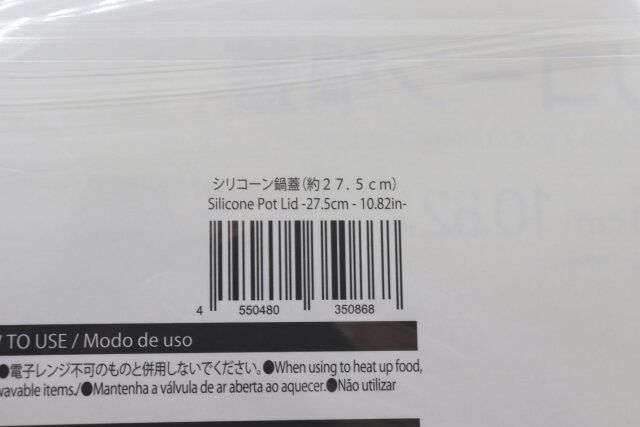 シリコーン鍋蓋(約27.5cm)
Silicone Pot Lid -27.5cm - 10.82in-
4 550480 350868
TO USE / Modo de uso
●電子レンジ不可のものと併用しないでください。●When using to heat up food,
wavable items./●Mantenha a válvula de ar aberta ao aquecer.●Não utilizar